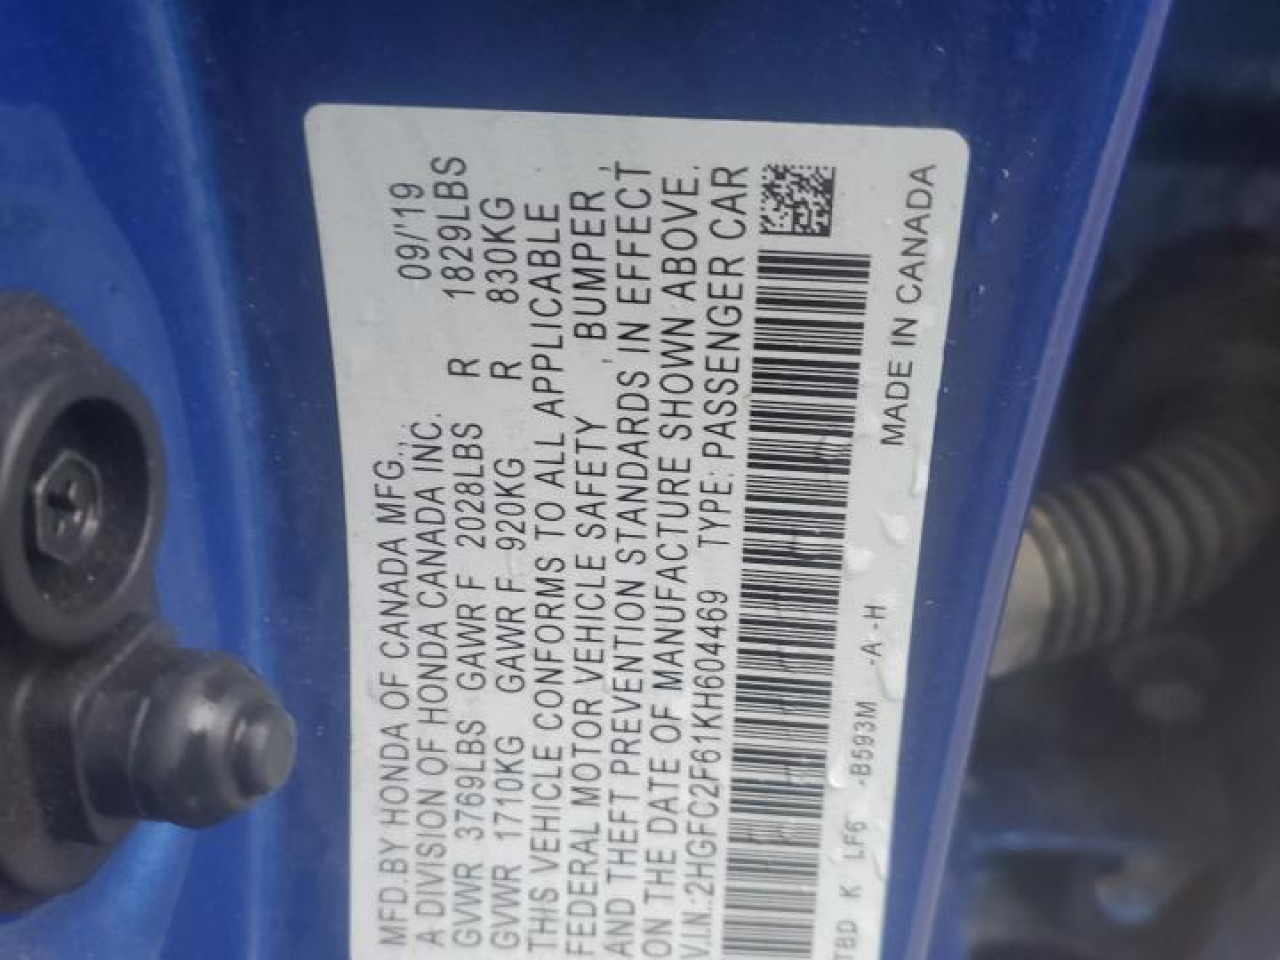 MFD.BY HONDA OF CANADA MFG., 09/'19
A DIVISION OF HONDA CANADA INC.
GVWR 3769LBS GAWR F 2028LBS R 1829LBS
GVWR 1710KG GAWR F 920KG R 830KG
THIS VEHICLE CONFORMS TO ALL APPLICABLE
FEDERAL MOTOR VEHICLE SAFETY , BUMPER ,
AND THEFT PREVENTION STANDARDS IN EFFECT
ON THE DATE OF MANUFACTURE SHOWN ABOVE.
V.I.N.:2HGFC2F61KH604469 TYPE: PASSENGER CAR
TBD K LF6 -B593M -A -H MADE IN CANADA